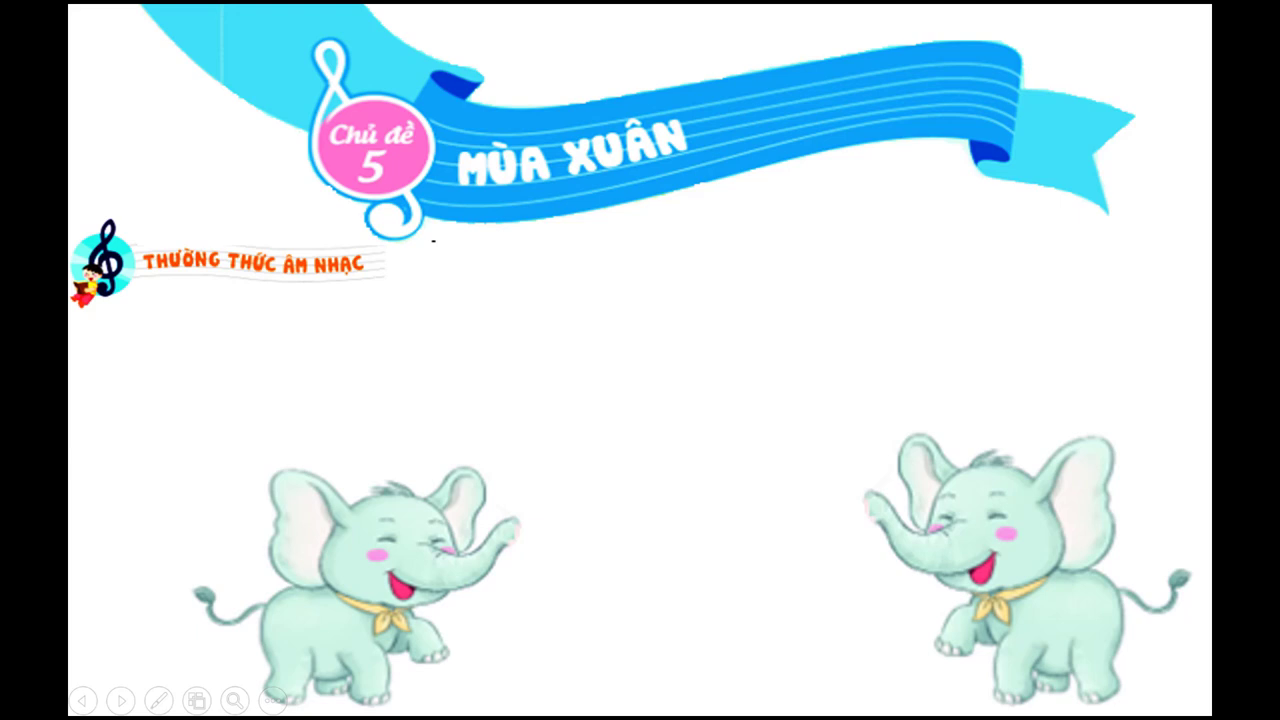 Chủ đề
5
MÙA XUÂN
THƯỜNG THỨC ÂM NHẠC